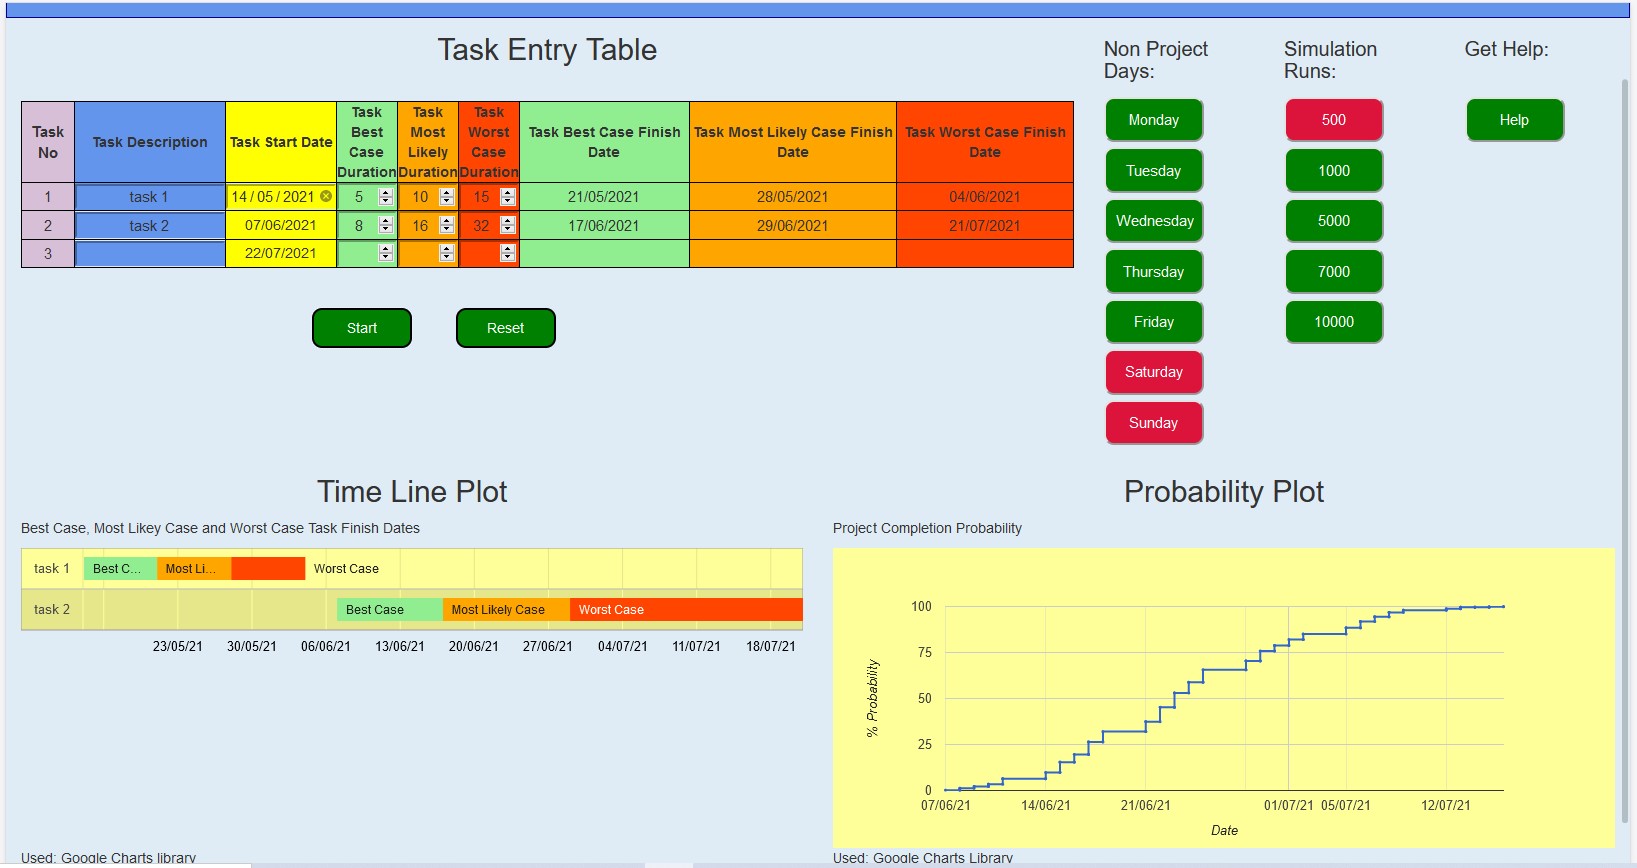 Task Entry Table
Non Project
Days:
Simulation
Runs:
Get Help:
Task
No
Task Description
Task Start Date
Task
Best
Case
Duration
Task
Most
Likely
Duration
Task
Worst
Case
Duration
Task Best Case Finish
Date
Task Most Likely Case Finish
Date
Task Worst Case Finish
Date
1 task 1 14/05/2021 5 10 15 21/05/2021 28/05/2021 04/06/2021
2 task 2 07/06/2021 8 16 32 17/06/2021 29/06/2021 21/07/2021
3 22/07/2021
Start Reset
Monday
Tuesday
Wednesday
Thursday
Friday
Saturday
Sunday
500
1000
5000
7000
10000
Help
Time Line Plot
Best Case, Most Likey Case and Worst Case Task Finish Dates
task 1 Best C... Most Li... Worst Case
task 2 Best Case Most Likely Case Worst Case
23/05/21 30/05/21 06/06/21 13/06/21 20/06/21 27/06/21 04/07/21 11/07/21 18/07/21
Used: Google Charts library
Probability Plot
Project Completion Probability
% Probability
100
75
50
25
0
07/06/21 14/06/21 21/06/21 01/07/21 05/07/21 12/07/21
Date
Used: Google Charts Library